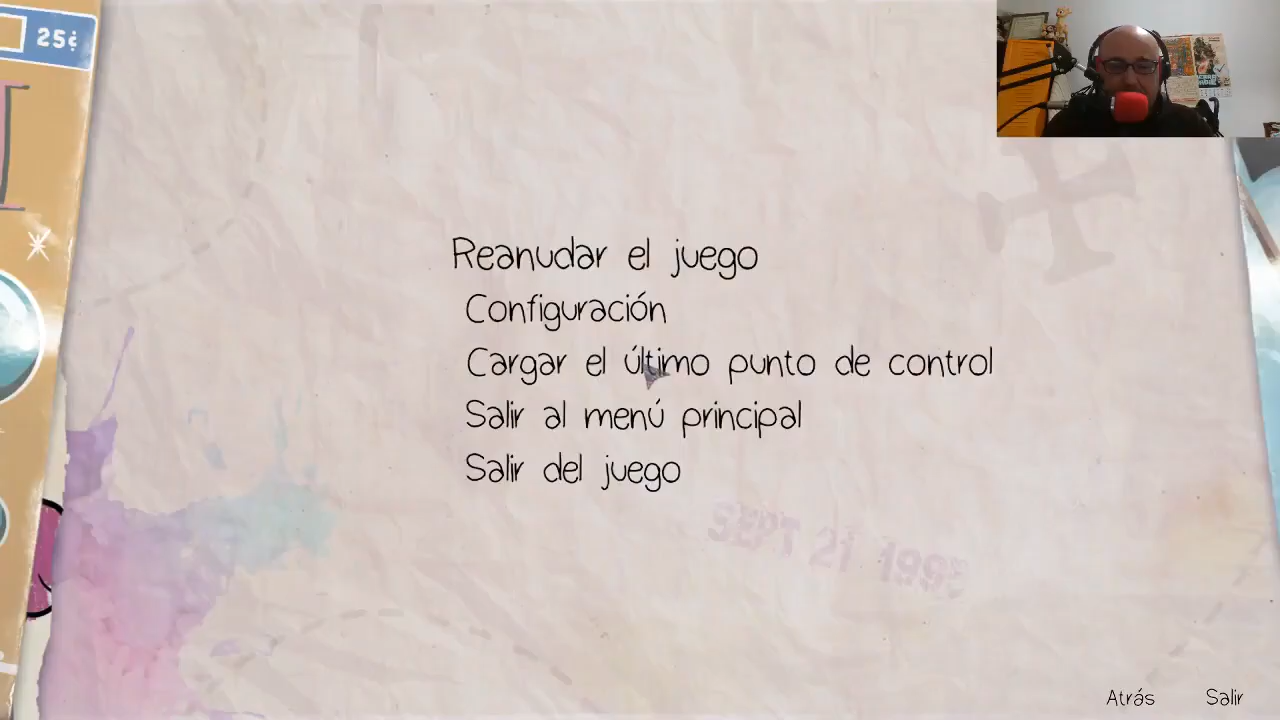 25¢
Reanudar el juego
Configuración
Cargar el último punto de control
Salir al menú principal
Salir del juego
SEPT 21 1998
Atrás Salir